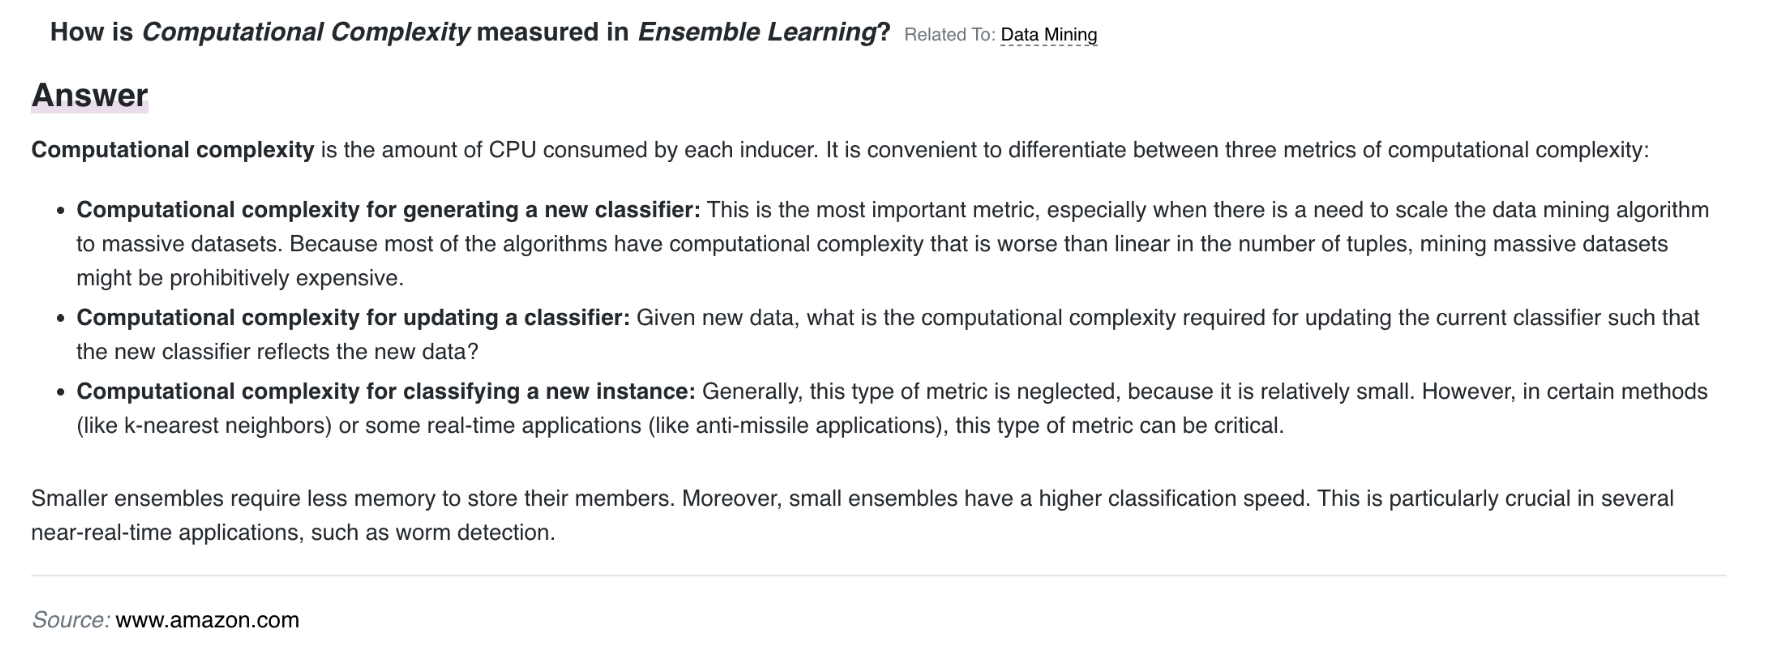 How is Computational Complexity measured in Ensemble Learning? Related To: Data Mining
Answer
Computational complexity is the amount of CPU consumed by each inducer. It is convenient to differentiate between three metrics of computational complexity:
• Computational complexity for generating a new classifier: This is the most important metric, especially when there is a need to scale the data mining algorithm
to massive datasets. Because most of the algorithms have computational complexity that is worse than linear in the number of tuples, mining massive datasets
might be prohibitively expensive.
• Computational complexity for updating a classifier: Given new data, what is the computational complexity required for updating the current classifier such that
the new classifier reflects the new data?
• Computational complexity for classifying a new instance: Generally, this type of metric is neglected, because it is relatively small. However, in certain methods
(like k-nearest neighbors) or some real-time applications (like anti-missile applications), this type of metric can be critical.
Smaller ensembles require less memory to store their members. Moreover, small ensembles have a higher classification speed. This is particularly crucial in several
near-real-time applications, such as worm detection.
Source: www.amazon.com